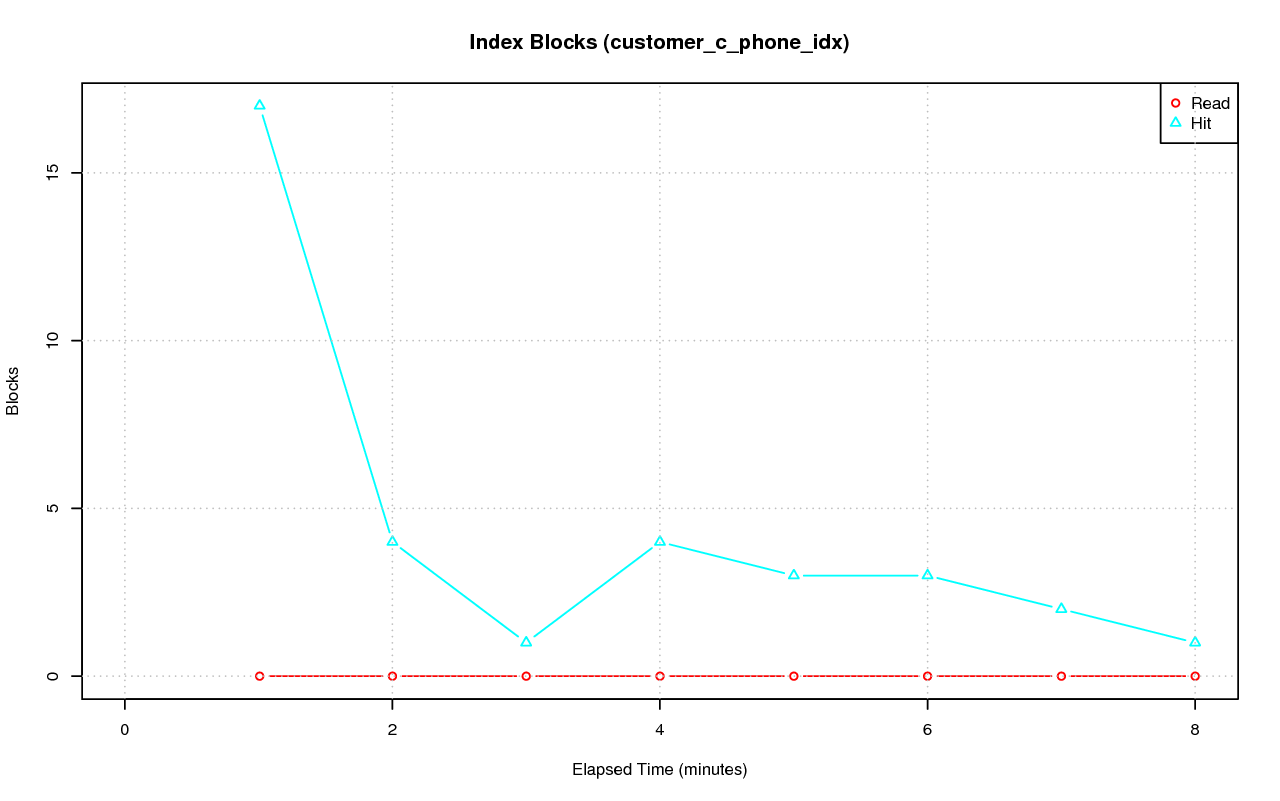 Index Blocks (customer_c_phone_idx)
Read
Hit
15
10
5
0
Blocks
0 2 4 6 8
Elapsed Time (minutes)